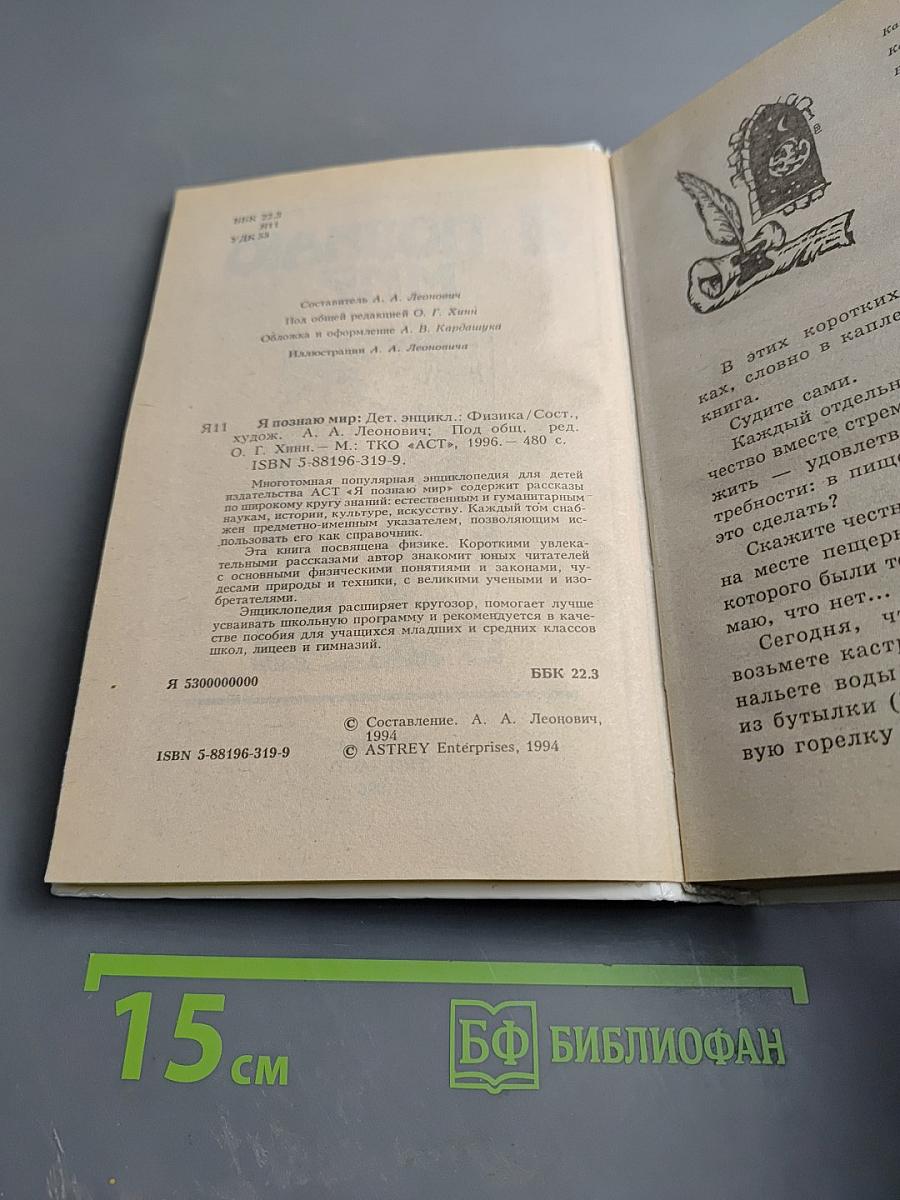 ББК 22.3
Я11
УДК 53
Составитель А. А. Леонович
Под общей редакцией О. Г. Хинн
Обложка и оформление А. В. Кардашука
Иллюстрации А. А. Леоновича
Я11 Я познаю мир: Дет. энцикл.: Физика/Сост.,
худож. А. А. Леонович; Под общ. ред.
О. Г. Хинн. — М.: ТКО «АСТ», 1996. — 480 с.
ISBN 5-88196-319-9.
Многотомная популярная энциклопедия для детей
издательства АСТ «Я познаю мир» содержит рассказы
по широкому кругу знаний: естественным и гуманитарным
наукам, истории, культуре, искусству. Каждый том снаб-
жен предметно-именным указателем, позволяющим ис-
пользовать его как справочник.
Эта книга посвящена физике. Короткими увлека-
тельными рассказами автор знакомит юных читателей
с основными физическими понятиями и законами, чу-
десами природы и техники, с великими учеными и изо-
бретателями.
Энциклопедия расширяет кругозор, помогает лучше
усваивать школьную программу и рекомендуется в каче-
стве пособия для учащихся младших и средних классов
школ, лицеев и гимназий.
Я 5300000000 ББК 22.3
© Составление. А. А. Леонович,
1994
ISBN 5-88196-319-9 © ASTREY Enterprises, 1994
В этих коротких
ках, словно в капле
книга.
Судите сами.
Каждый отдельн
чество вместе стрем
жить — удовлетв
требности: в пище
это сделать?
Скажите честн
на месте пещерн
которого были то
маю, что нет...
Сегодня, чт
возьмете кастр
нальете воды
из бутылки (
вую горелку
15 см
БФ БИБЛИОФАН